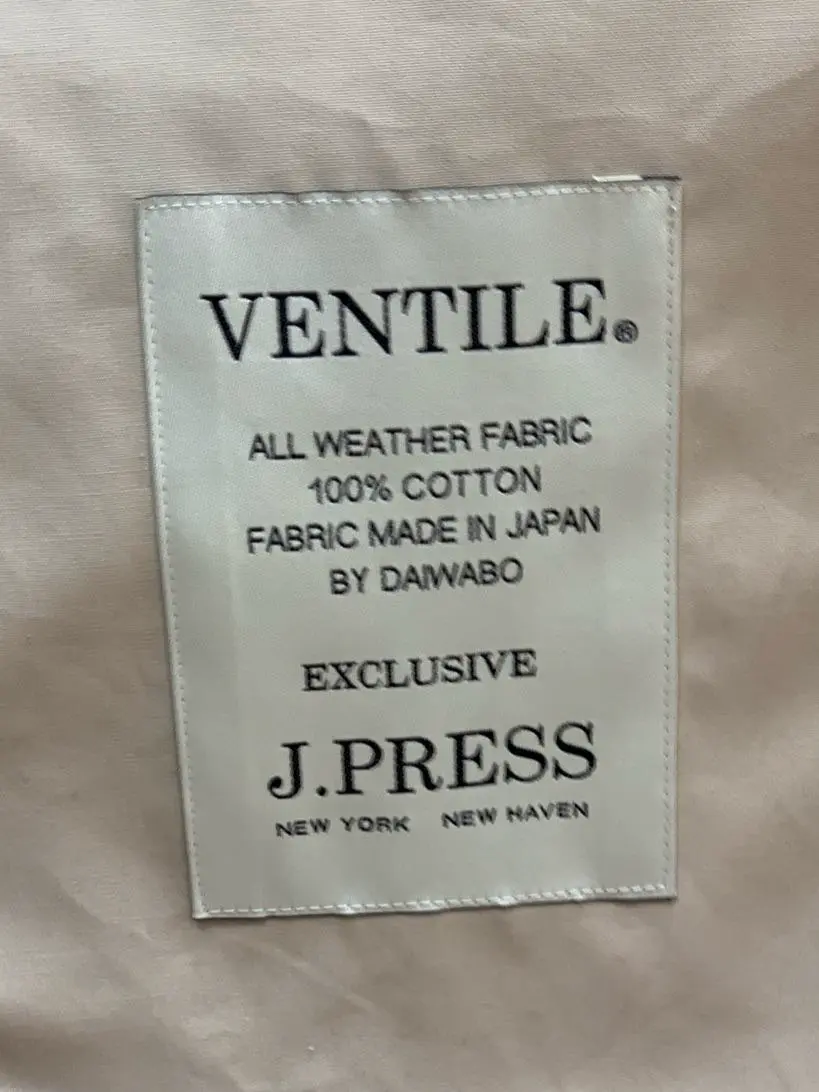 VENTILE®
ALL WEATHER FABRIC
100% COTTON
FABRIC MADE IN JAPAN
BY DAIWABO
EXCLUSIVE
J.PRESS
NEW YORK NEW HAVEN